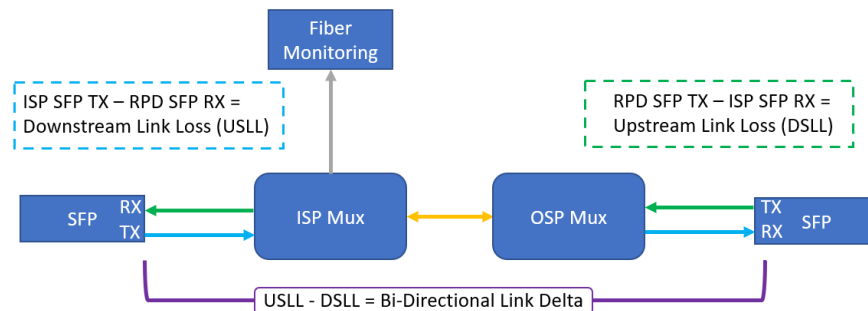 Fiber
Monitoring
ISP SFP TX – RPD SFP RX =
Downstream Link Loss (USLL)
RPD SFP TX – ISP SFP RX =
Upstream Link Loss (DSLL)
SFP
RX
TX
ISP Mux
OSP Mux
TX
RX
SFP
USLL - DSLL = Bi-Directional Link Delta